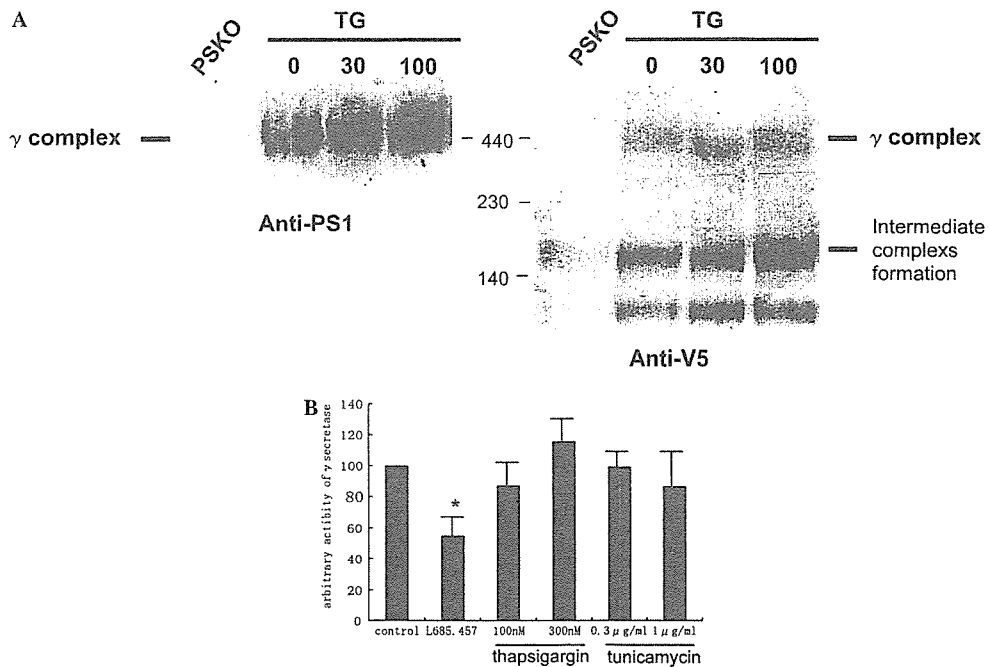 A
PSKO
TG
0 30 100
γ complex
440
230
140
Anti-PS1
PSKO
TG
0 30 100
γ complex
Intermediate
complexs
formation
Anti-V5
B
arbitrary actibity of γ secretase
140
120
100
80
60
40
20
0
*
control L685.457 100nM 300nM 0.3μg/ml 1μg/ml
thapsigargin tunicamycin